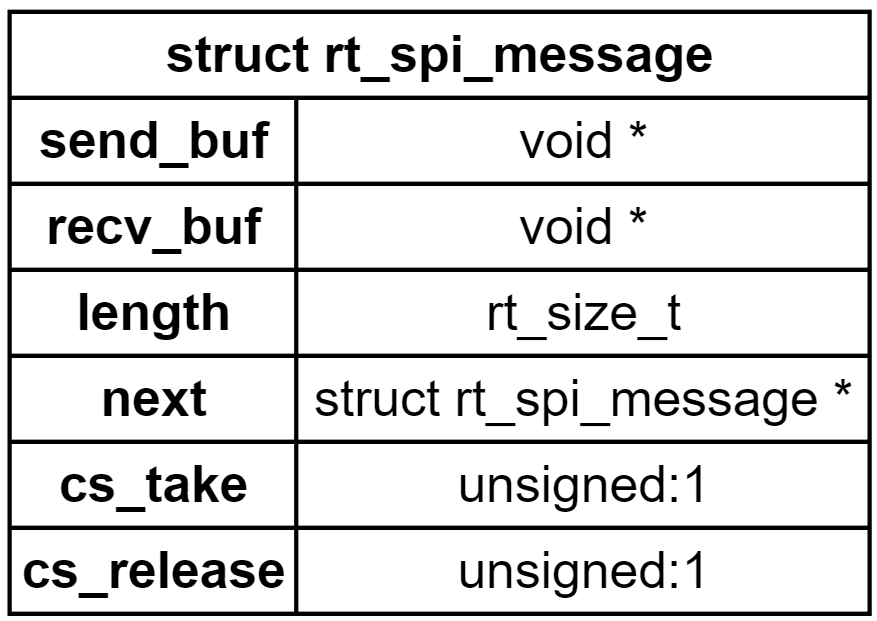 struct rt_spi_message
send_buf void *
recv_buf void *
length rt_size_t
next struct rt_spi_message *
cs_take unsigned:1
cs_release unsigned:1